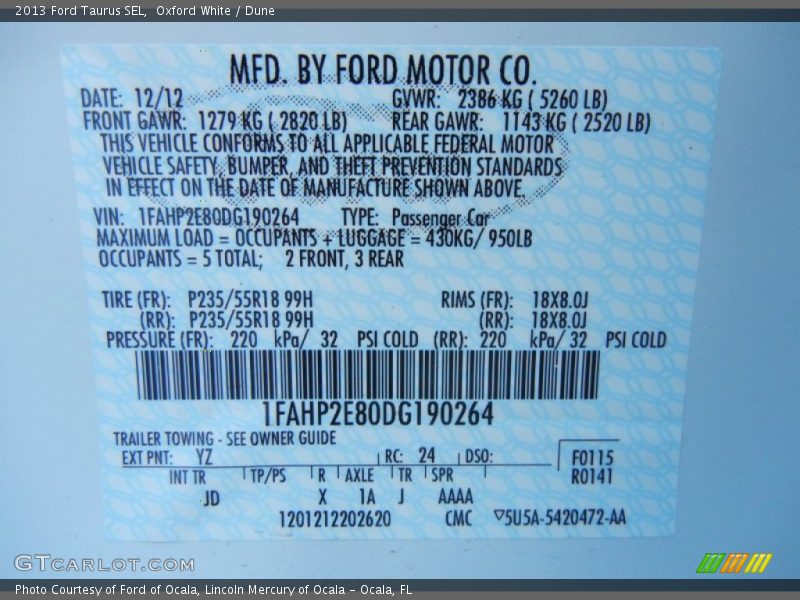 2013 Ford Taurus SEL,  Oxford White / Dune
MFD. BY FORD MOTOR CO.
DATE: 12/12 GVWR: 2386 KG ( 5260 LB)
FRONT GAWR: 1279 KG ( 2820 LB) REAR GAWR: 1143 KG ( 2520 LB)
THIS VEHICLE CONFORMS TO ALL APPLICABLE FEDERAL MOTOR
VEHICLE SAFETY, BUMPER, AND THEFT PREVENTION STANDARDS
IN EFFECT ON THE DATE OF MANUFACTURE SHOWN ABOVE.
VIN: 1FAHP2E80DG190264 TYPE: Passenger Car
MAXIMUM LOAD = OCCUPANTS + LUGGAGE = 430KG/ 950LB
OCCUPANTS = 5 TOTAL; 2 FRONT, 3 REAR
TIRE (FR): P235/55R18 99H RIMS (FR): 18X8.0J
(RR): P235/55R18 99H (RR): 18X8.0J
PRESSURE (FR): 220 kPa/ 32 PSI COLD (RR): 220 kPa/ 32 PSI COLD
1FAHP2E80DG190264
TRAILER TOWING - SEE OWNER GUIDE
EXT PNT: YZ RC: 24 DSO: F0115
INT TR TP/PS R AXLE TR SPR R0141
JD X 1A J AAAA
1201212202620 CMC ▽5U5A-5420472-AA
GTCARLOT.COM
Photo Courtesy of Ford of Ocala, Lincoln Mercury of Ocala – Ocala, FL